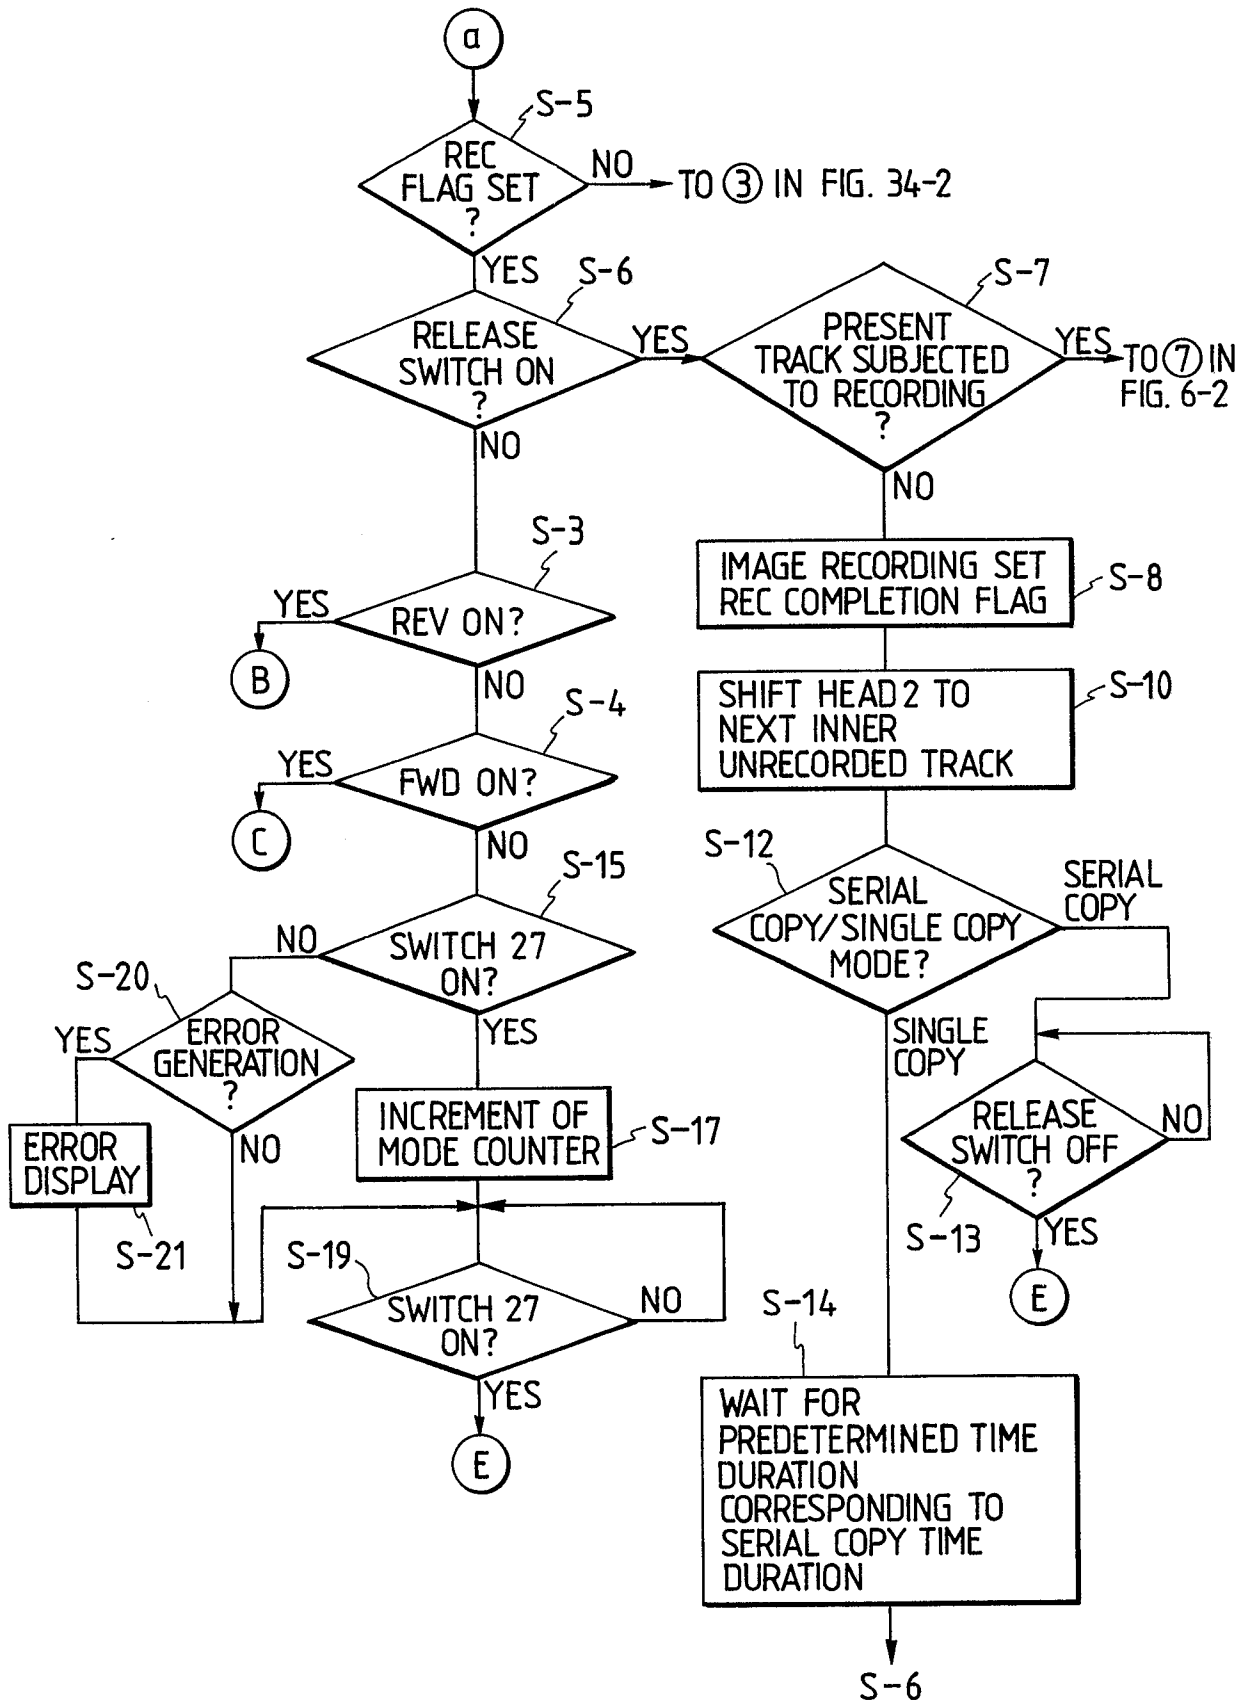 a
S-5
REC
FLAG SET
?
NO
TO 3 IN FIG. 34-2
YES
S-6
RELEASE
SWITCH ON
?
YES
NO
S-7
PRESENT
TRACK SUBJECTED
TO RECORDING
?
YES
TO 7 IN
FIG. 6-2
NO
S-3
REV ON?
YES
B
NO
S-8
IMAGE RECORDING SET
REC COMPLETION FLAG
S-10
SHIFT HEAD 2 TO
NEXT INNER
UNRECORDED TRACK
S-4
FWD ON?
YES
C
NO
S-15
SWITCH 27
ON?
NO
YES
S-12
SERIAL
COPY/SINGLE COPY
MODE?
SERIAL
COPY
SINGLE
COPY
S-20
ERROR
GENERATION
?
YES
NO
ERROR
DISPLAY
S-21
INCREMENT OF
MODE COUNTER
S-17
RELEASE
SWITCH OFF
?
NO
S-13
YES
E
S-19
SWITCH 27
ON?
NO
YES
E
S-14
WAIT FOR
PREDETERMINED TIME
DURATION
CORRESPONDING TO
SERIAL COPY TIME
DURATION
S-6